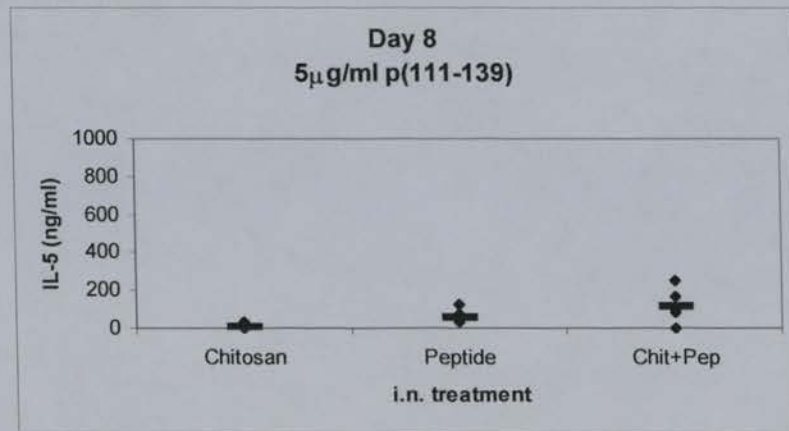 Day 8
5µg/ml p(111-139)
1000
800
600
400
200
0
IL-5 (ng/ml)
Chitosan Peptide Chit+Pep
i.n. treatment